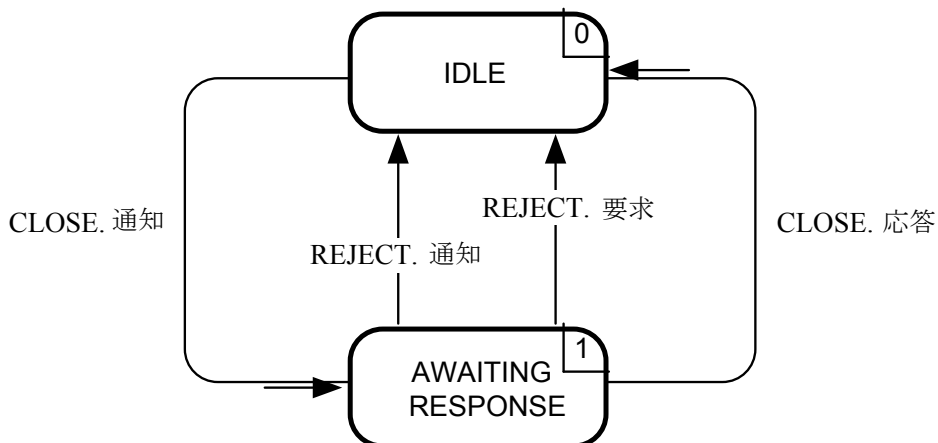 0
IDLE
CLOSE. 通知
REJECT. 要求
CLOSE. 応答
REJECT. 通知
1
AWAITING
RESPONSE